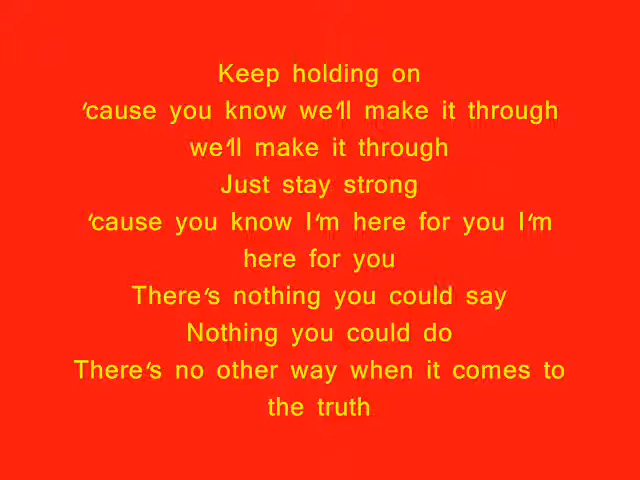 Keep holding on
'cause you know we'll make it through
we'll make it through
Just stay strong
'cause you know I'm here for you I'm
here for you
There's nothing you could say
Nothing you could do
There's no other way when it comes to
the truth